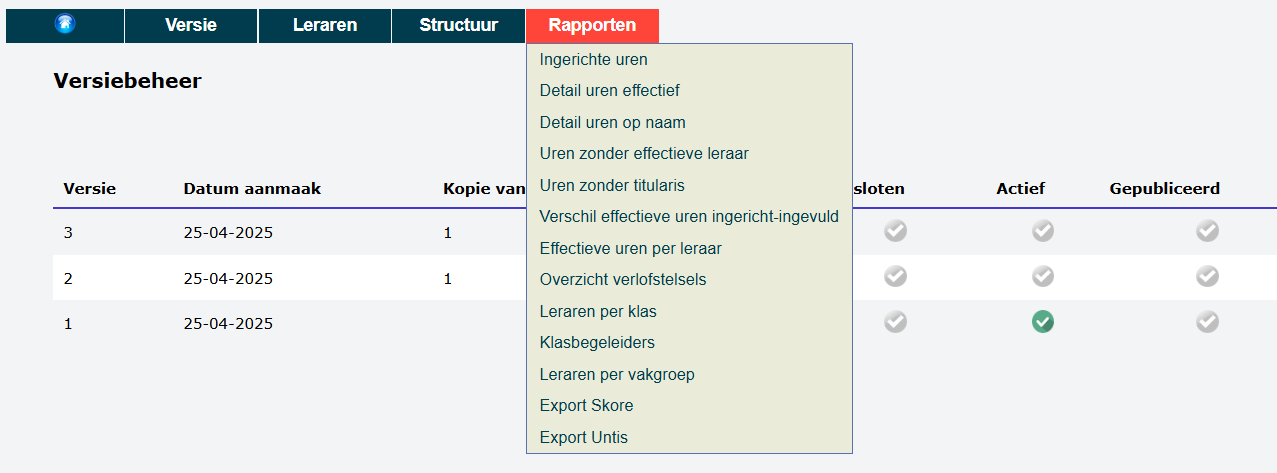 Versie Leraren Structuur Rapporten
Versiebeheer
Ingerichte uren
Detail uren effectief
Detail uren op naam
Uren zonder effectieve leraar
Uren zonder titularis
Verschil effectieve uren ingericht-ingevuld
Effectieve uren per leraar
Overzicht verlofstelsels
Leraren per klas
Klasbegeleiders
Leraren per vakgroep
Export Skore
Export Untis
Versie Datum aanmaak Kopie van sloten Actief Gepubliceerd
3 25-04-2025 1
2 25-04-2025 1
1 25-04-2025